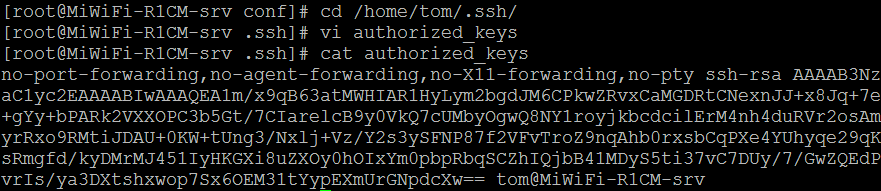 [root@MiWiFi-R1CM-srv conf]# cd /home/tom/.ssh/
[root@MiWiFi-R1CM-srv .ssh]# vi authorized_keys
[root@MiWiFi-R1CM-srv .ssh]# cat authorized_keys
no-port-forwarding,no-agent-forwarding,no-X11-forwarding,no-pty ssh-rsa AAAAB3Nz
aC1yc2EAAAABIwAAAQEA1m/x9qB63atMWHIAR1HyLym2bgdJM6CPkwZRvxCaMGDRtCNexnJJ+x8Jq+7e
+gYy+bPARk2VXXOPC3b5Gt/7CIarelcB9y0VkQ7cUMbyOgwQ8NY1royjkbcdcilErM4nh4duRVr2osAm
yrRxo9RMtiJDAU+0KW+tUng3/Nxlj+Vz/Y2s3ySFNP87f2VFvTroZ9nqAhb0rxsbCqPXe4YUhyqe29qK
sRmgfd/kyDMrMJ451IyHKGXi8uZXOy0hOIxYm0pbpRbqSCZhIQjbB41MDyS5ti37vC7DUy/7/GwZQEdP
vrIs/ya3DXtshxwop7Sx6OEM31tYypEXmUrGNpdcXw== tom@MiWiFi-R1CM-srv